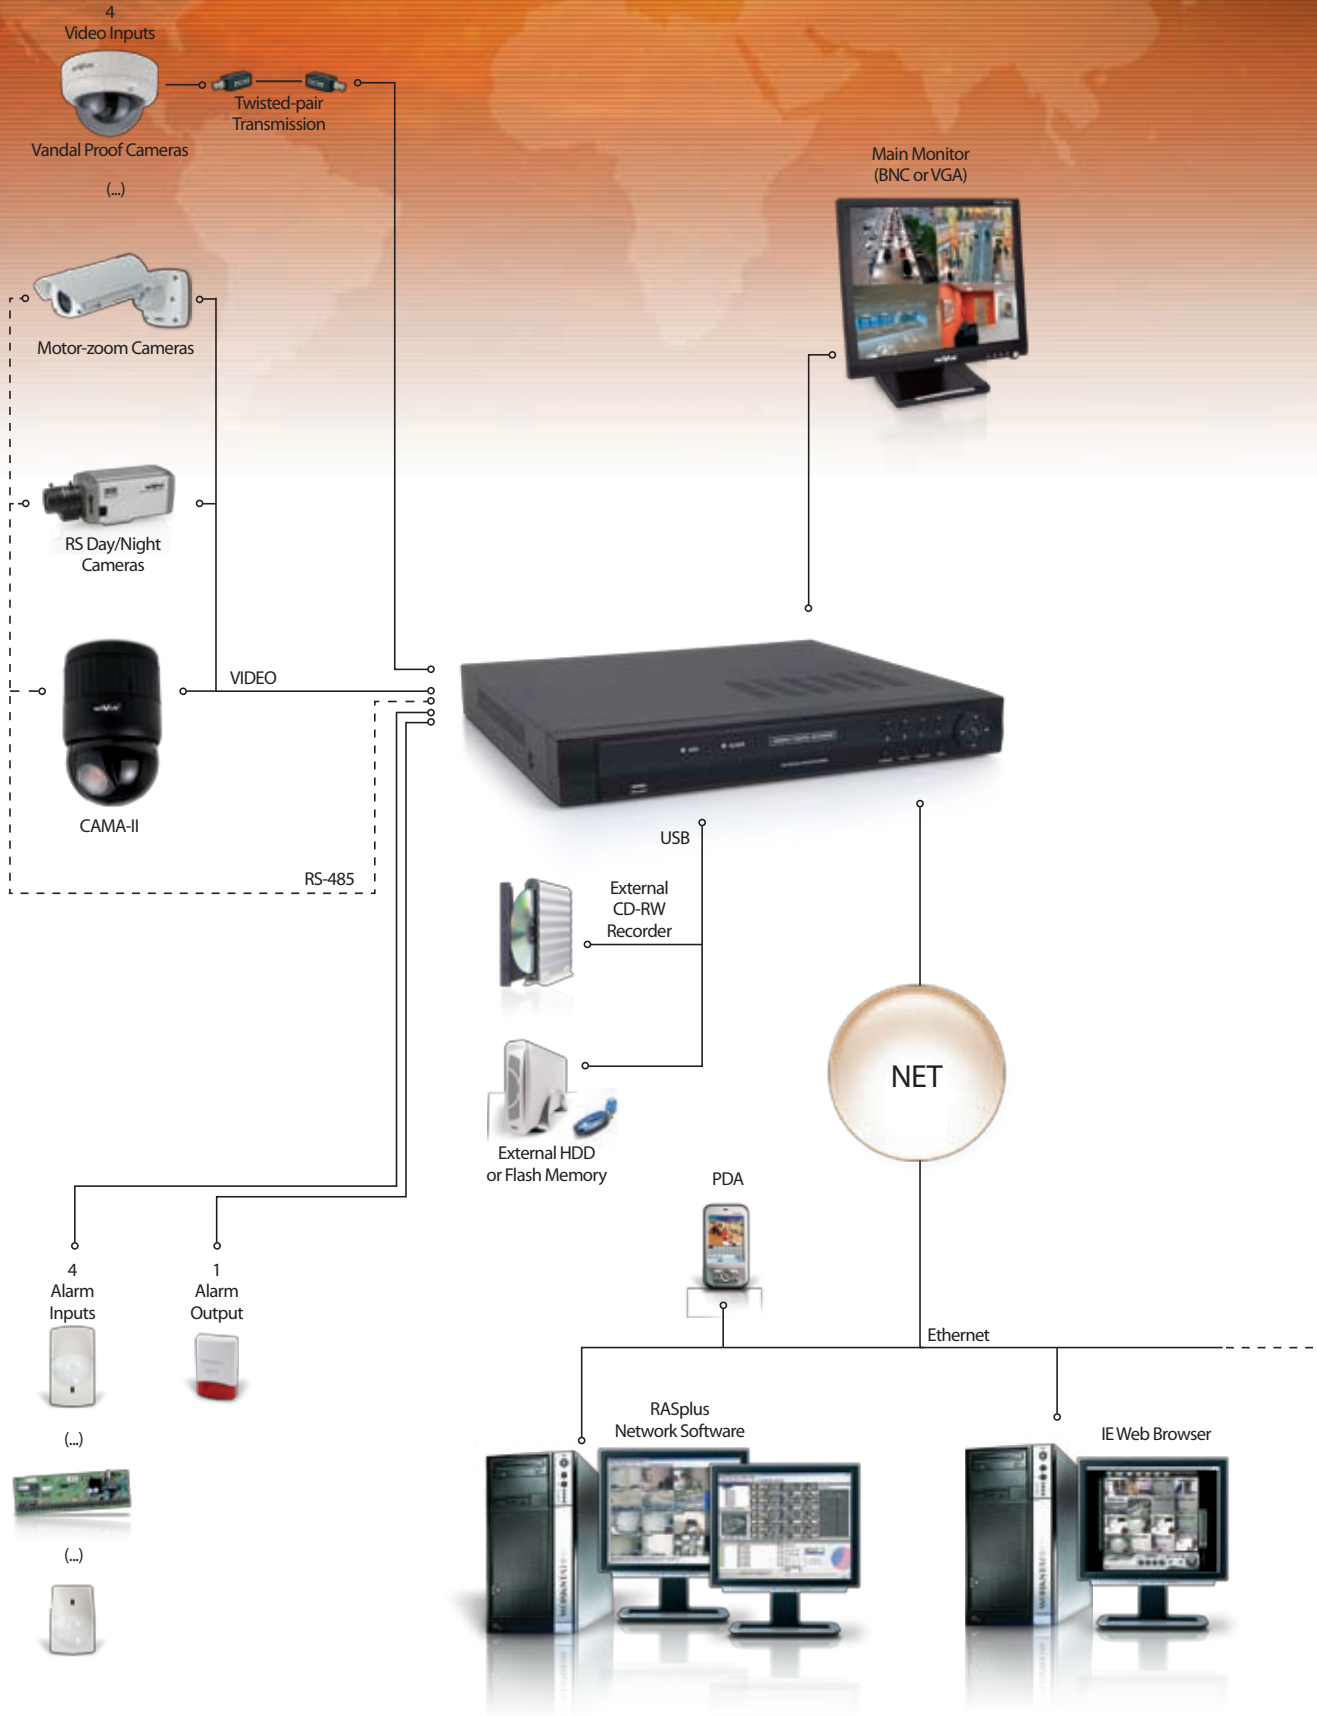 4
Video Inputs
Twisted-pair
Transmission
Vandal Proof Cameras
(...)
Main Monitor
(BNC or VGA)
Motor-zoom Cameras
RS Day/Night
Cameras
VIDEO
CAMA-II
RS-485
USB
External
CD-RW
Recorder
NET
External HDD
or Flash Memory
PDA
4
Alarm
Inputs
1
Alarm
Output
Ethernet
RASplus
Network Software
IE Web Browser
(...)
(...)